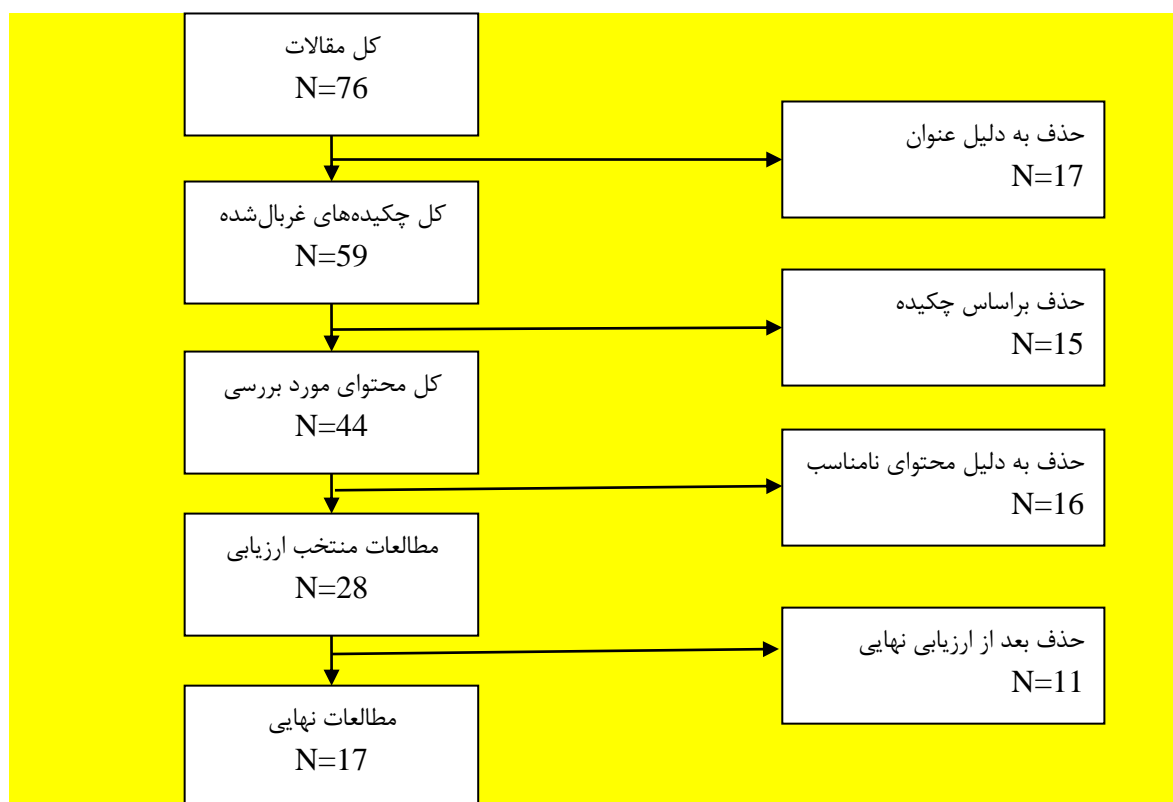 کل مقالات
N=76
حذف به دلیل عنوان
N=17
کل چکیده‌های غربال‌شده
N=59
حذف براساس چکیده
N=15
کل محتوای مورد بررسی
N=44
حذف به دلیل محتوای نامناسب
N=16
مطالعات منتخب ارزیابی
N=28
حذف بعد از ارزیابی نهایی
N=11
مطالعات نهایی
N=17